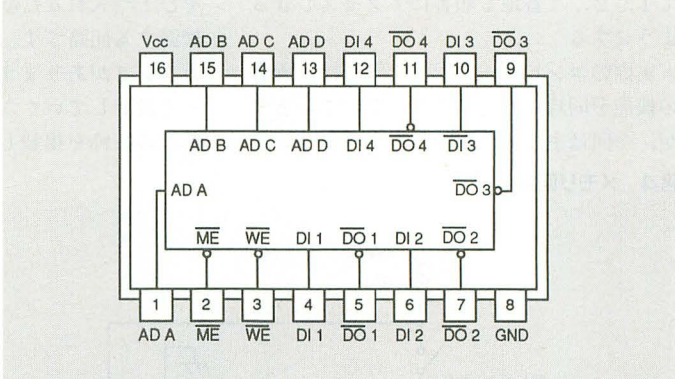 Vcc AD B AD C AD D DI 4 D̅O̅ 4 DI 3 D̅O̅ 3
16 15 14 13 12 11 10 9
AD B AD C AD D DI 4 D̅O̅ 4 D̅I̅ 3
AD A D̅O̅ 3
M̅E̅ W̅E̅ DI 1 D̅O̅ 1 DI 2 D̅O̅ 2
1 2 3 4 5 6 7 8
AD A M̅E̅ W̅E̅ DI 1 D̅O̅ 1 DI 2 D̅O̅ 2 GND